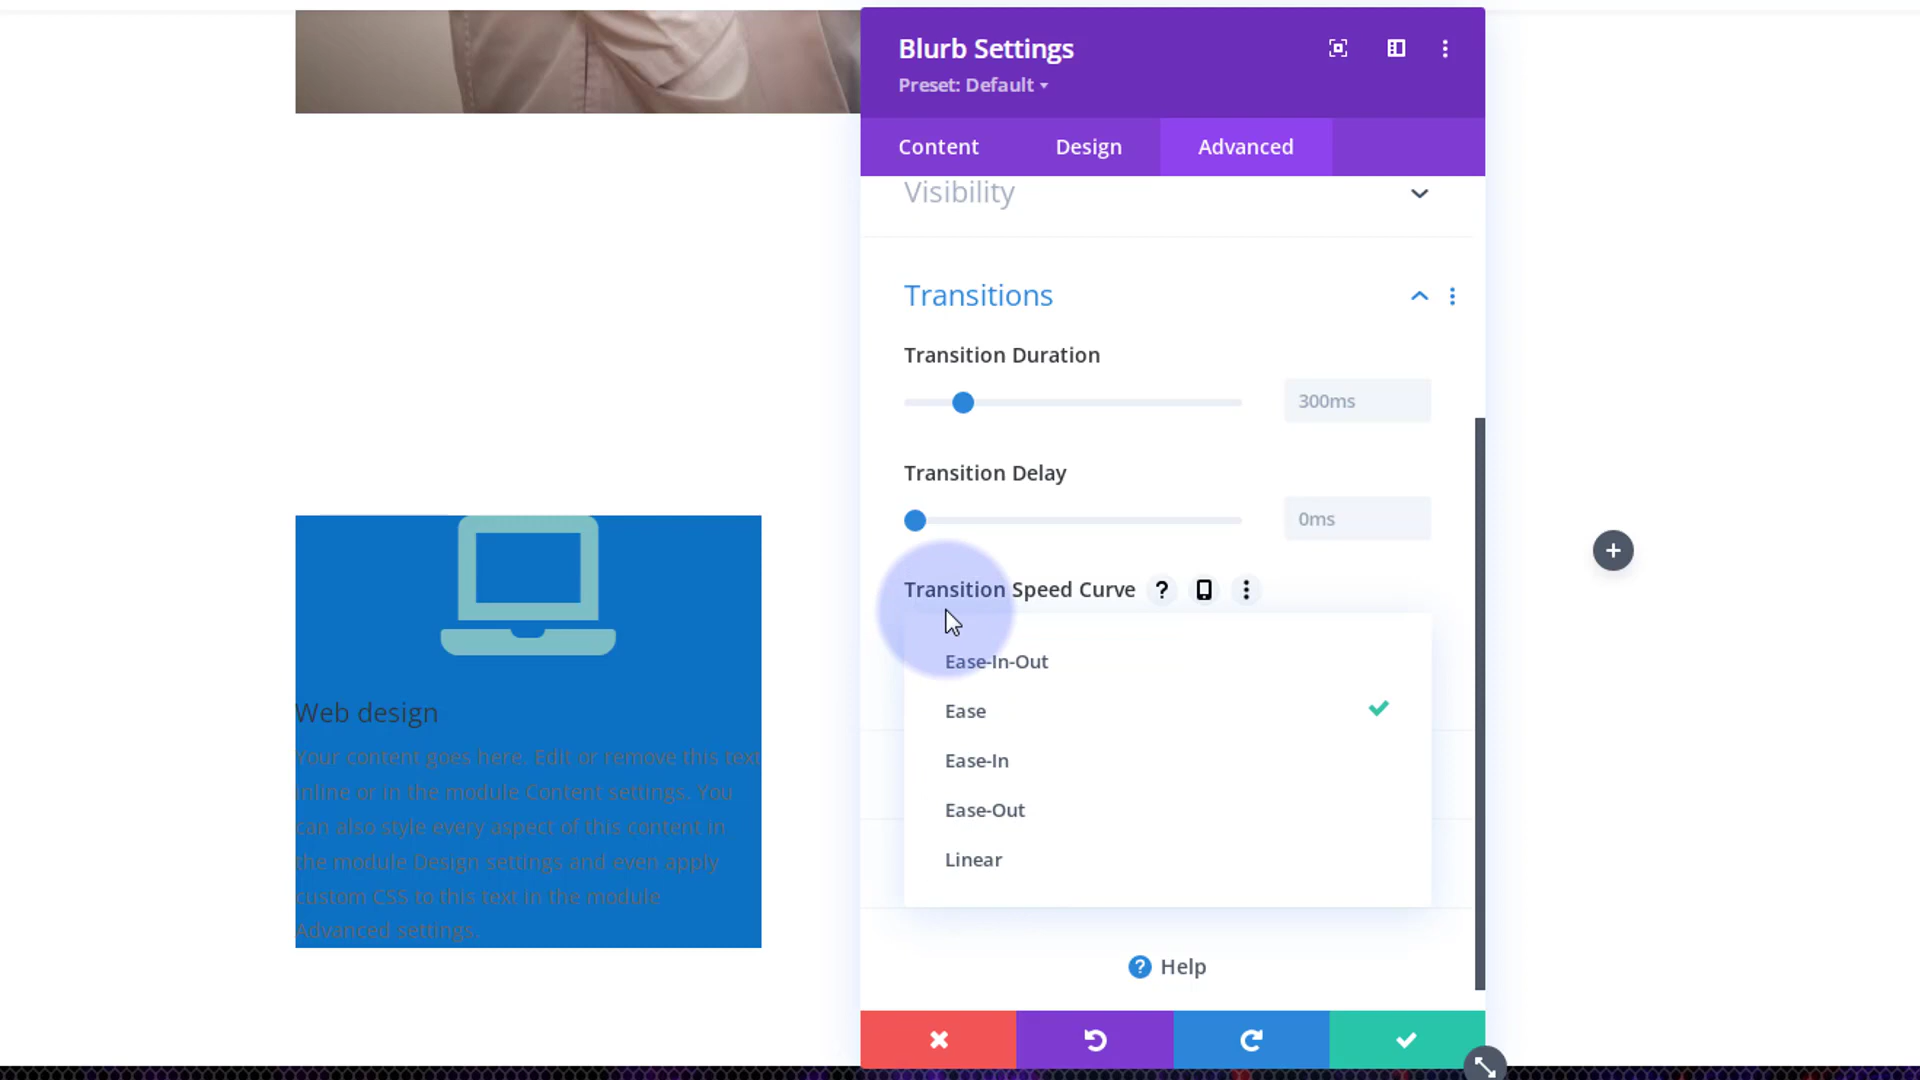 Blurb Settings
Preset: Default
Content
Design
Advanced
Visibility
Transitions
Transition Duration
300ms
Transition Delay
0ms
Transition Speed Curve
?
Ease-In-Out
Ease
Ease-In
Ease-Out
Linear
? Help
Web design
Your content goes here. Edit or remove this text
inline or in the module Content settings. You
can also style every aspect of this content in
the module Design settings and even apply
custom CSS to this text in the module
Advanced settings.